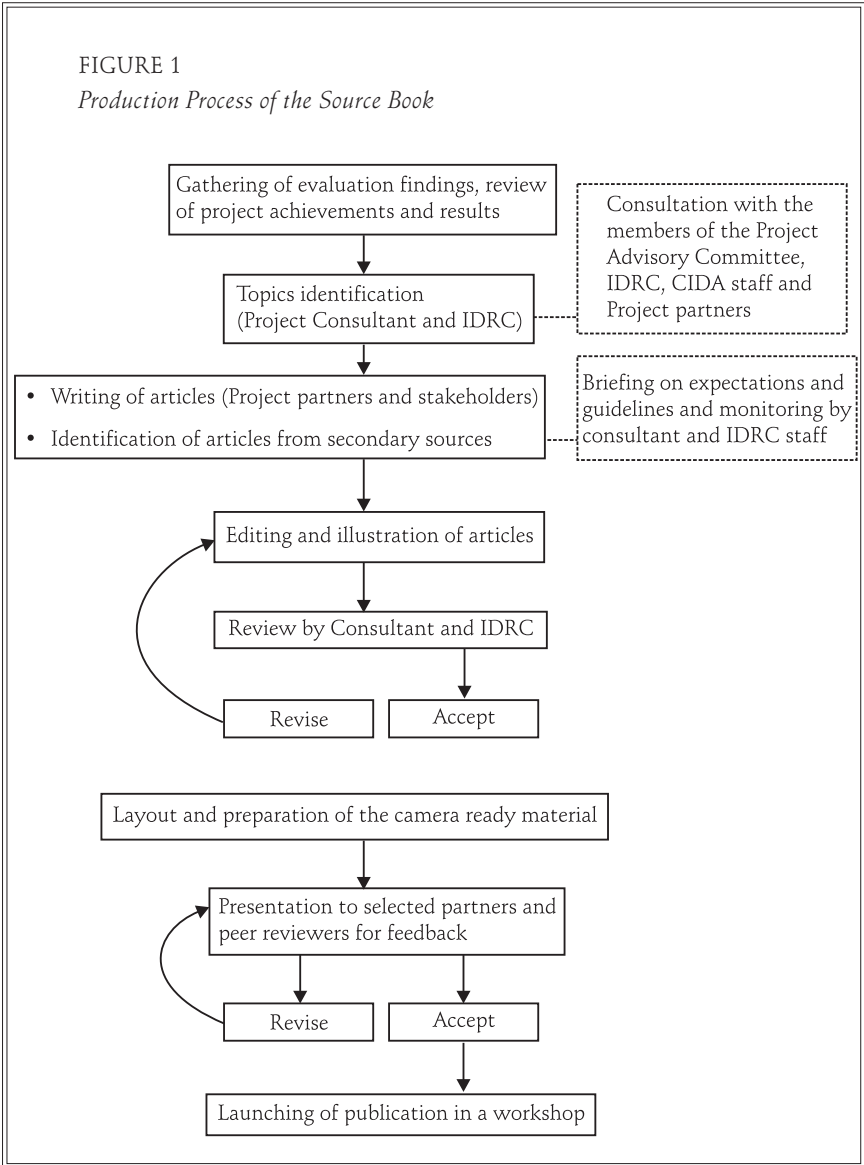 FIGURE 1
Production Process of the Source Book
Gathering of evaluation findings, review
of project achievements and results
Consultation with the
members of the Project
Advisory Committee,
IDRC, CIDA staff and
Project partners
Topics identification
(Project Consultant and IDRC)
• Writing of articles (Project partners and stakeholders)
• Identification of articles from secondary sources
Briefing on expectations and
guidelines and monitoring by
consultant and IDRC staff
Editing and illustration of articles
Review by Consultant and IDRC
Revise
Accept
Layout and preparation of the camera ready material
Presentation to selected partners and
peer reviewers for feedback
Revise
Accept
Launching of publication in a workshop